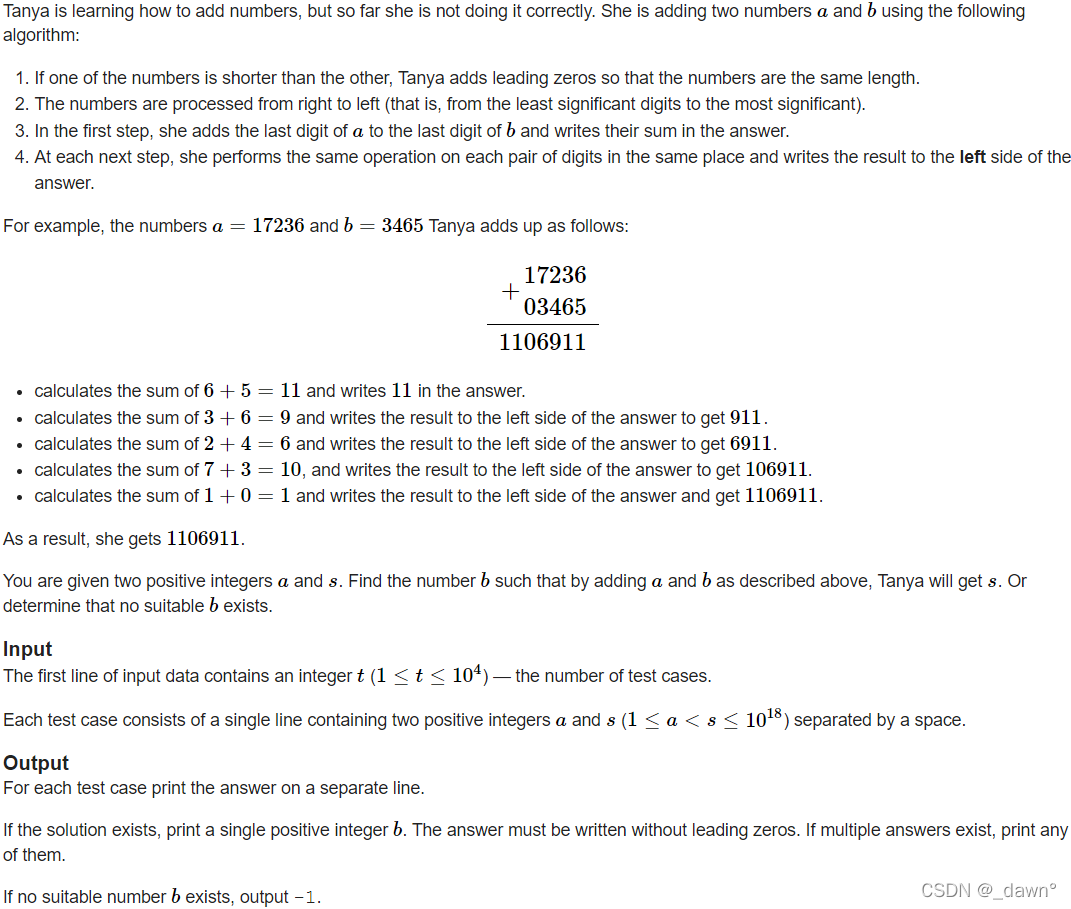 Tanya is learning how to add numbers, but so far she is not doing it correctly. She is adding two numbers a and b using the following
algorithm:
1. If one of the numbers is shorter than the other, Tanya adds leading zeros so that the numbers are the same length.
2. The numbers are processed from right to left (that is, from the least significant digits to the most significant).
3. In the first step, she adds the last digit of a to the last digit of b and writes their sum in the answer.
4. At each next step, she performs the same operation on each pair of digits in the same place and writes the result to the left side of the
answer.
For example, the numbers a = 17236 and b = 3465 Tanya adds up as follows:
17236
+
03465
1106911
• calculates the sum of 6 + 5 = 11 and writes 11 in the answer.
• calculates the sum of 3 + 6 = 9 and writes the result to the left side of the answer to get 911.
• calculates the sum of 2 + 4 = 6 and writes the result to the left side of the answer to get 6911.
• calculates the sum of 7 + 3 = 10, and writes the result to the left side of the answer to get 106911.
• calculates the sum of 1 + 0 = 1 and writes the result to the left side of the answer and get 1106911.
As a result, she gets 1106911.
You are given two positive integers a and s. Find the number b such that by adding a and b as described above, Tanya will get s. Or
determine that no suitable b exists.
Input
The first line of input data contains an integer t (1 ≤ t ≤ 10⁴) — the number of test cases.
Each test case consists of a single line containing two positive integers a and s (1 ≤ a < s ≤ 10¹⁸) separated by a space.
Output
For each test case print the answer on a separate line.
If the solution exists, print a single positive integer b. The answer must be written without leading zeros. If multiple answers exist, print any
of them.
If no suitable number b exists, output -1.
CSDN @_dawn°